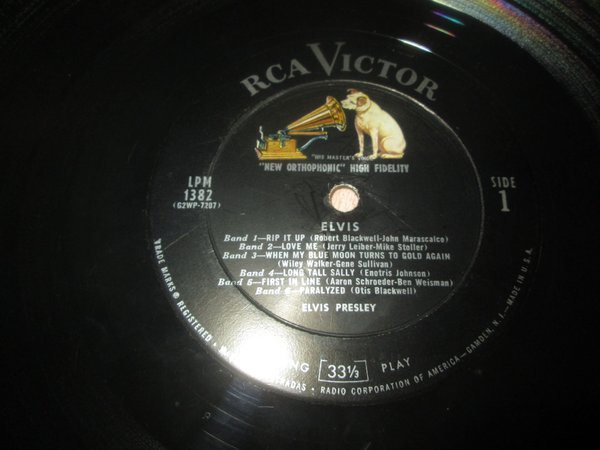 RCA VICTOR
"HIS MASTER'S VOICE"
"NEW ORTHOPHONIC" HIGH FIDELITY
LPM
1382
(G2WP-7207)
SIDE
1
ELVIS
Band 1—RIP IT UP (Robert Blackwell-John Marascalco)
Band 2—LOVE ME (Jerry Leiber-Mike Stoller)
Band 3—WHEN MY BLUE MOON TURNS TO GOLD AGAIN
(Wiley Walker-Gene Sullivan)
Band 4—LONG TALL SALLY (Enotris Johnson)
Band 5—FIRST IN LINE (Aaron Schroeder-Ben Weisman)
Band 6—PARALYZED (Otis Blackwell)
ELVIS PRESLEY
33⅓ PLAY
TRADE MARKS ® REGISTERED • RADIO CORPORATION OF AMERICA—CAMDEN, N.J.—MADE IN U.S.A.